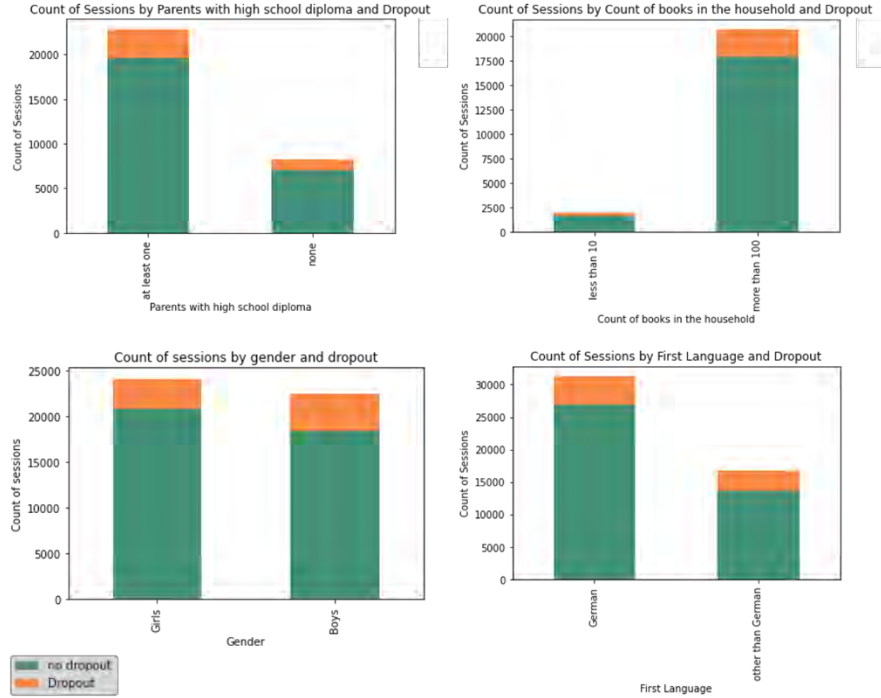 Count of Sessions by Parents with high school diploma and Dropout
Count of Sessions
20000
15000
10000
5000
0
at least one
none
Parents with high school diploma
Count of Sessions by Count of books in the household and Dropout
Count of Sessions
20000
17500
15000
12500
10000
7500
5000
2500
0
less than 10
more than 100
Count of books in the household
Count of sessions by gender and dropout
Count of sessions
25000
20000
15000
10000
5000
0
Girls
Boys
Gender
Count of Sessions by First Language and Dropout
Count of Sessions
30000
25000
20000
15000
10000
5000
0
German
other than German
First Language
no dropout
Dropout